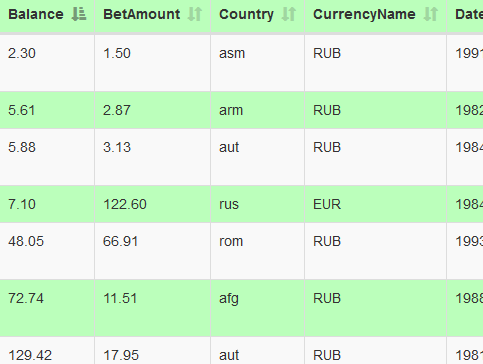 Balance BetAmount Country CurrencyName Date
2.30 1.50 asm RUB 1991
5.61 2.87 arm RUB 1982
5.88 3.13 aut RUB 1984
7.10 122.60 rus EUR 1984
48.05 66.91 rom RUB 1993
72.74 11.51 afg RUB 1988
129.42 17.95 aut RUB 1981